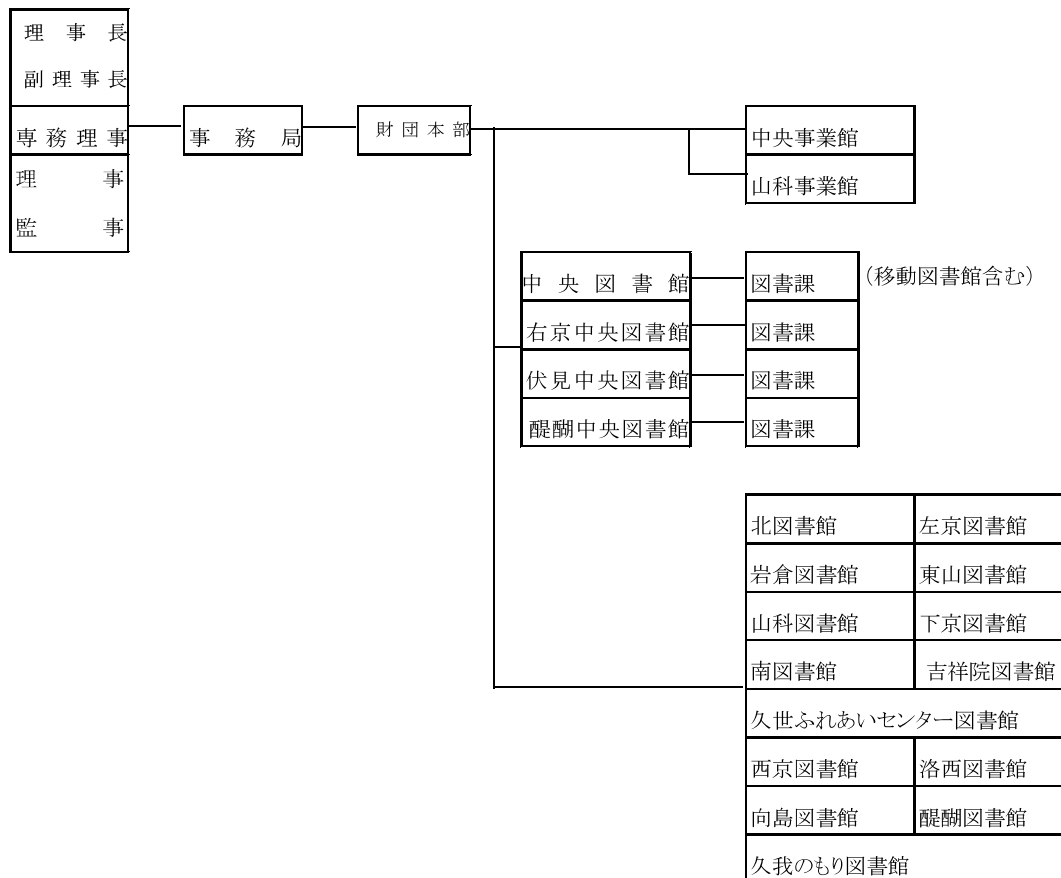 理事長
副理事長
専務理事
理事
監事
事務局
財団本部
中央事業館
山科事業館
中央図書館
図書課
(移動図書館含む)
右京中央図書館
図書課
伏見中央図書館
図書課
醍醐中央図書館
図書課
北図書館
左京図書館
岩倉図書館
東山図書館
山科図書館
下京図書館
南図書館
吉祥院図書館
久世ふれあいセンター図書館
西京図書館
洛西図書館
向島図書館
醍醐図書館
久我のもり図書館